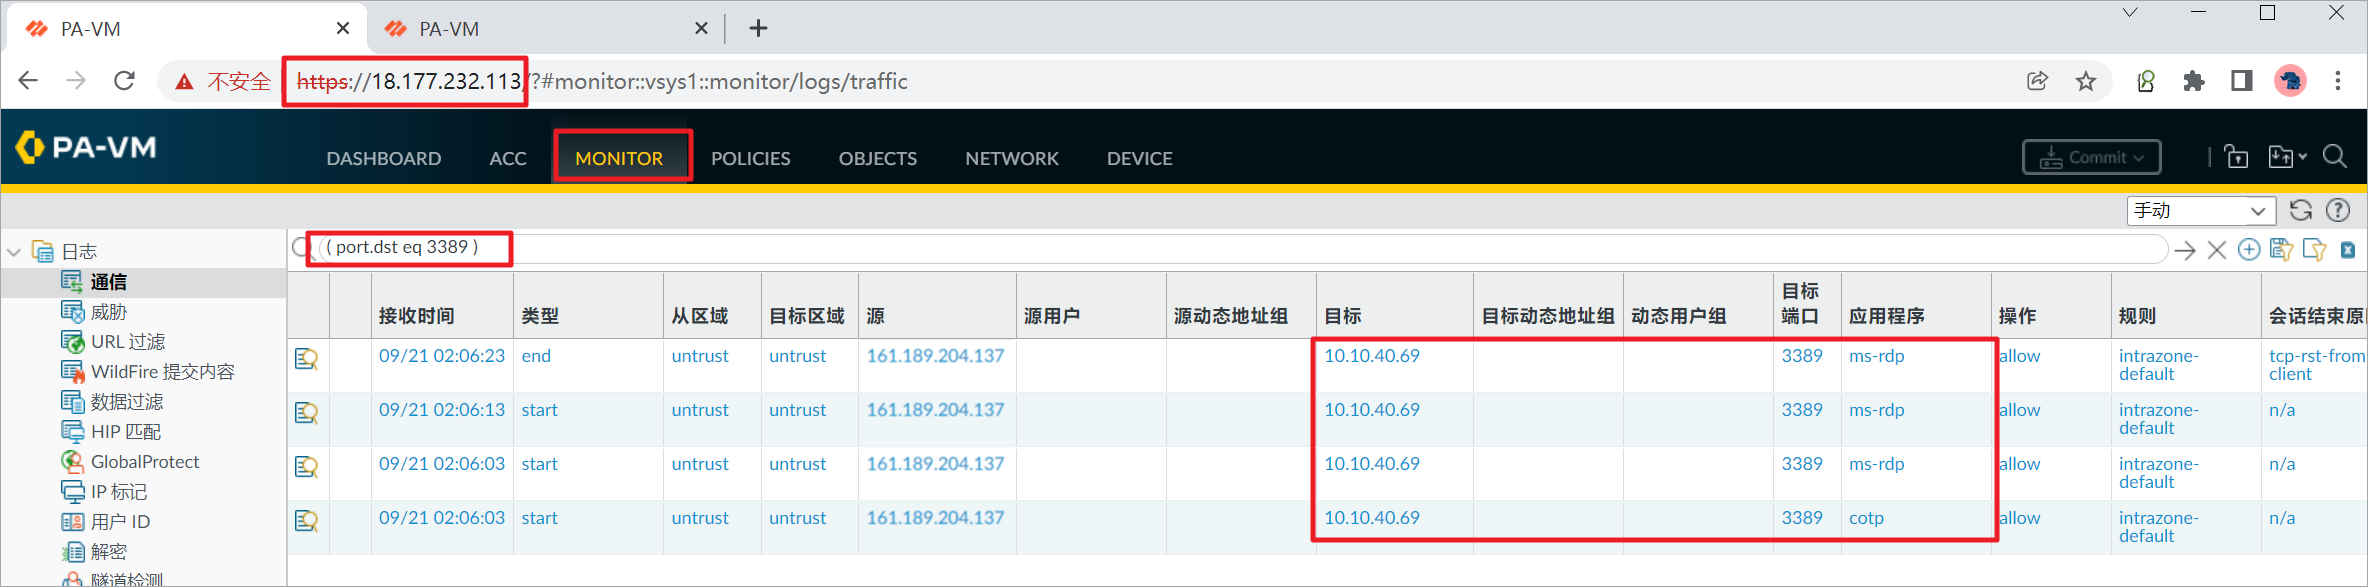 PA-VM
PA-VM
不安全 https://18.177.232.113/?#monitor::vsys1::monitor/logs/traffic
PA-VM
DASHBOARD ACC MONITOR POLICIES OBJECTS NETWORK DEVICE
Commit
手动
日志
通信
威胁
URL 过滤
WildFire 提交内容
数据过滤
HIP 匹配
GlobalProtect
IP 标记
用户 ID
解密
隧道检测
( port.dst eq 3389 )
接收时间 类型 从区域 目标区域 源 源用户 源动态地址组 目标 目标动态地址组 动态用户组 目标端口 应用程序 操作 规则 会话结束原
09/21 02:06:23 end untrust untrust 161.189.204.137 10.10.40.69 3389 ms-rdp allow intrazone-default tcp-rst-from-client
09/21 02:06:13 start untrust untrust 161.189.204.137 10.10.40.69 3389 ms-rdp allow intrazone-default n/a
09/21 02:06:03 start untrust untrust 161.189.204.137 10.10.40.69 3389 ms-rdp allow intrazone-default n/a
09/21 02:06:03 start untrust untrust 161.189.204.137 10.10.40.69 3389 cotp allow intrazone-default n/a